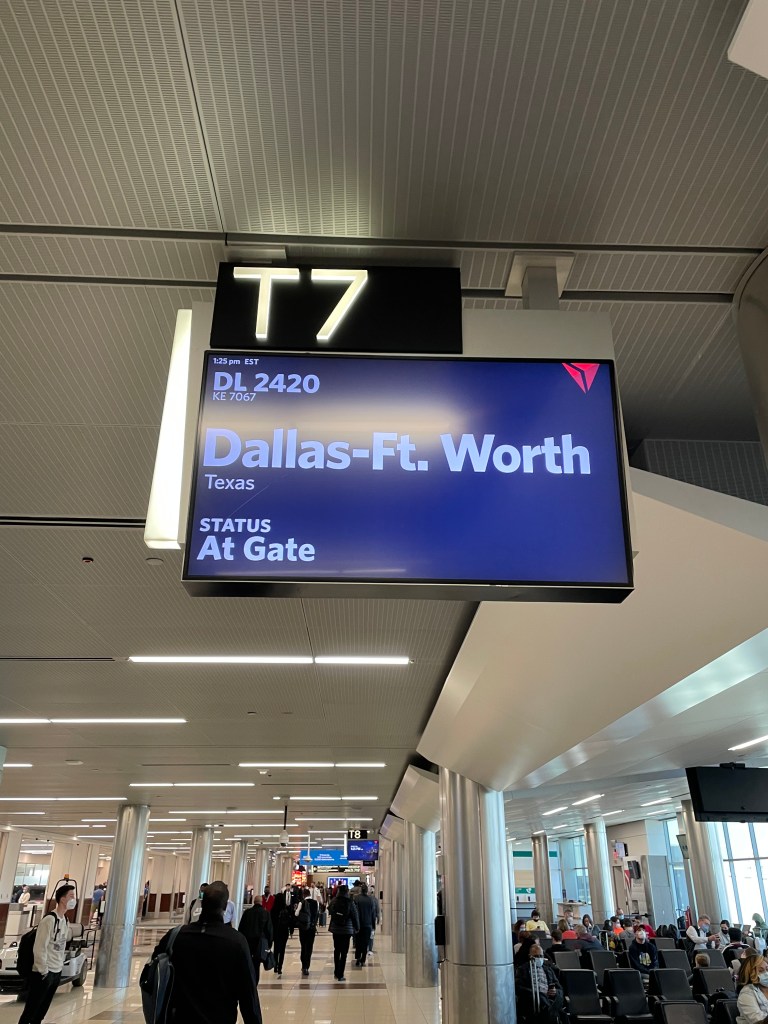 T7
1:25 pm EST
DL 2420
KE 7067
Dallas-Ft. Worth
Texas
STATUS
At Gate
T8